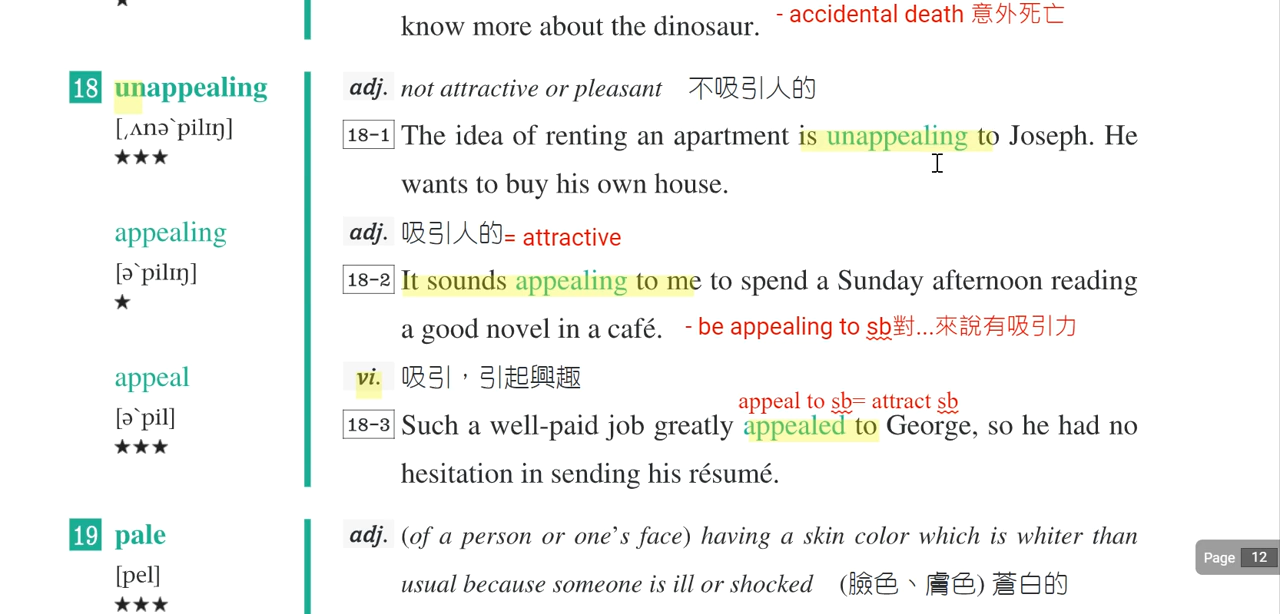 ★
know more about the dinosaur. - accidental death 意外死亡
18 unappealing adj. not attractive or pleasant 不吸引人的
[ˌʌnəˋpilɪŋ] 18-1 The idea of renting an apartment is unappealing to Joseph. He
★★★
wants to buy his own house.
appealing adj. 吸引人的= attractive
[əˋpilɪŋ] 18-2 It sounds appealing to me to spend a Sunday afternoon reading
★
a good novel in a café. - be appealing to sb對...來說有吸引力
appeal vi. 吸引，引起興趣
appeal to sb= attract sb
[əˋpil] 18-3 Such a well-paid job greatly appealed to George, so he had no
★★★
hesitation in sending his résumé.
19 pale adj. (of a person or one's face) having a skin color which is whiter than
[pel] usual because someone is ill or shocked (臉色、膚色) 蒼白的
★★★
Page 12